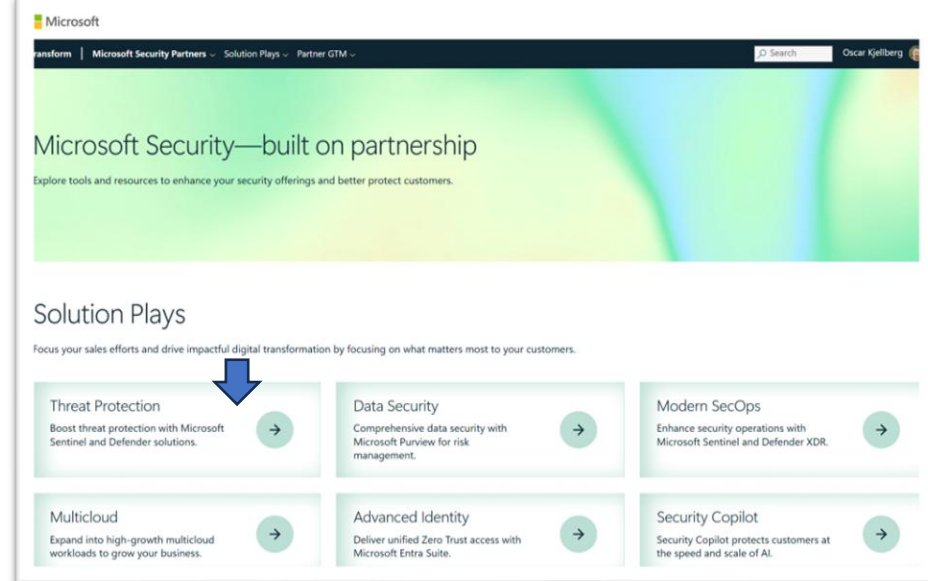 Microsoft
ransform | Microsoft Security Partners Solution Plays Partner GTM Search Oscar Kjellberg
Microsoft Security—built on partnership
Explore tools and resources to enhance your security offerings and better protect customers.
Solution Plays
Focus your sales efforts and drive impactful digital transformation by focusing on what matters most to your customers.
Threat Protection
Boost threat protection with Microsoft
Sentinel and Defender solutions.
Data Security
Comprehensive data security with
Microsoft Purview for risk
management.
Modern SecOps
Enhance security operations with
Microsoft Sentinel and Defender XDR.
Multicloud
Expand into high-growth multicloud
workloads to grow your business.
Advanced Identity
Deliver unified Zero Trust access with
Microsoft Entra Suite.
Security Copilot
Security Copilot protects customers at
the speed and scale of AI.